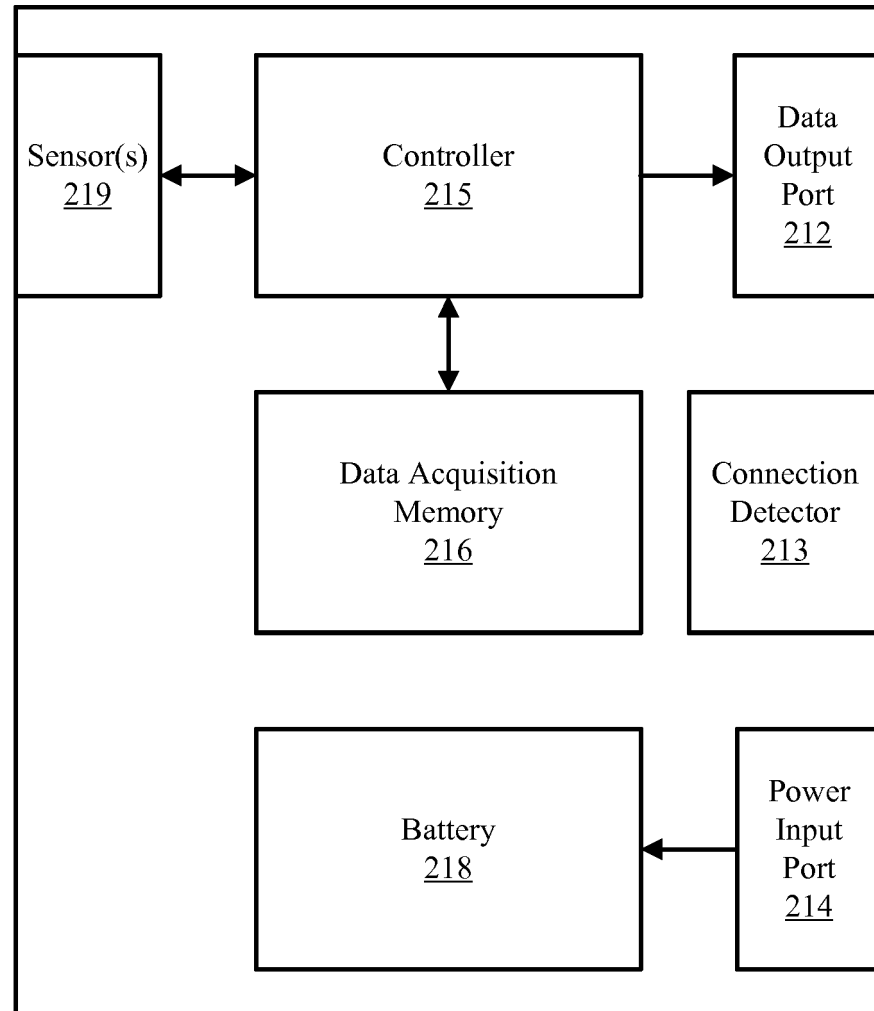 Sensor(s)
219
Controller
215
Data
Output
Port
212
Data Acquisition
Memory
216
Connection
Detector
213
Battery
218
Power
Input
Port
214